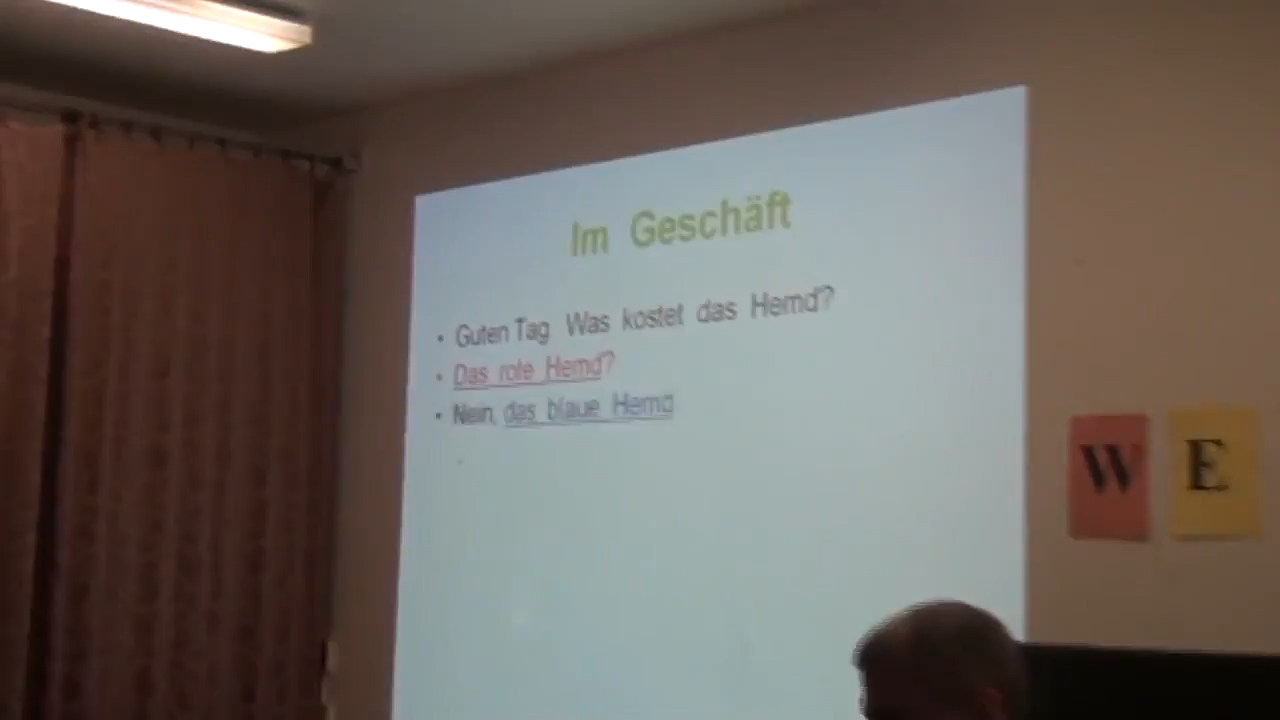 Im Geschäft
• Guten Tag. Was kostet das Hemd?
• Das rote Hemd?
• Nein, das blaue Hemd
W E